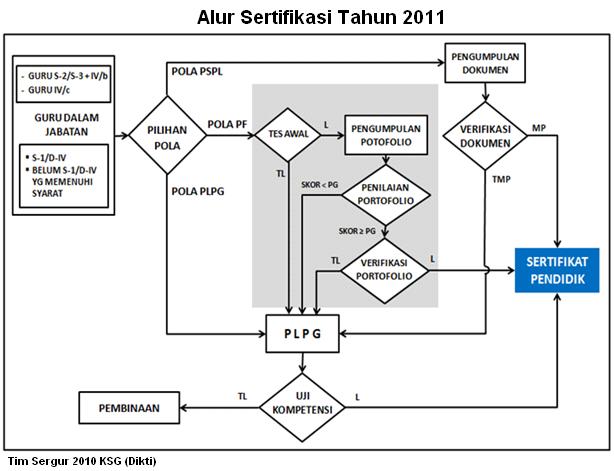 Alur Sertifikasi Tahun 2011
- GURU S-2/S-3 + IV/b
- GURU IV/c
GURU DALAM
JABATAN
• S-1/D-IV
• BELUM S-1/D-IV
YG MEMENUHI
SYARAT
PILIHAN
POLA
POLA PSPL
POLA PF
POLA PLPG
TES AWAL
L
TL
PENGUMPULAN
POTOFOLIO
PENILAIAN
PORTOFOLIO
SKOR < PG
SKOR ≥ PG
VERIFIKASI
PORTOFOLIO
TL
L
PENGUMPULAN
DOKUMEN
VERIFIKASI
DOKUMEN
MP
TMP
SERTIFIKAT
PENDIDIK
P L P G
UJI
KOMPETENSI
TL
L
PEMBINAAN
Tim Sergur 2010 KSG (Dikti)